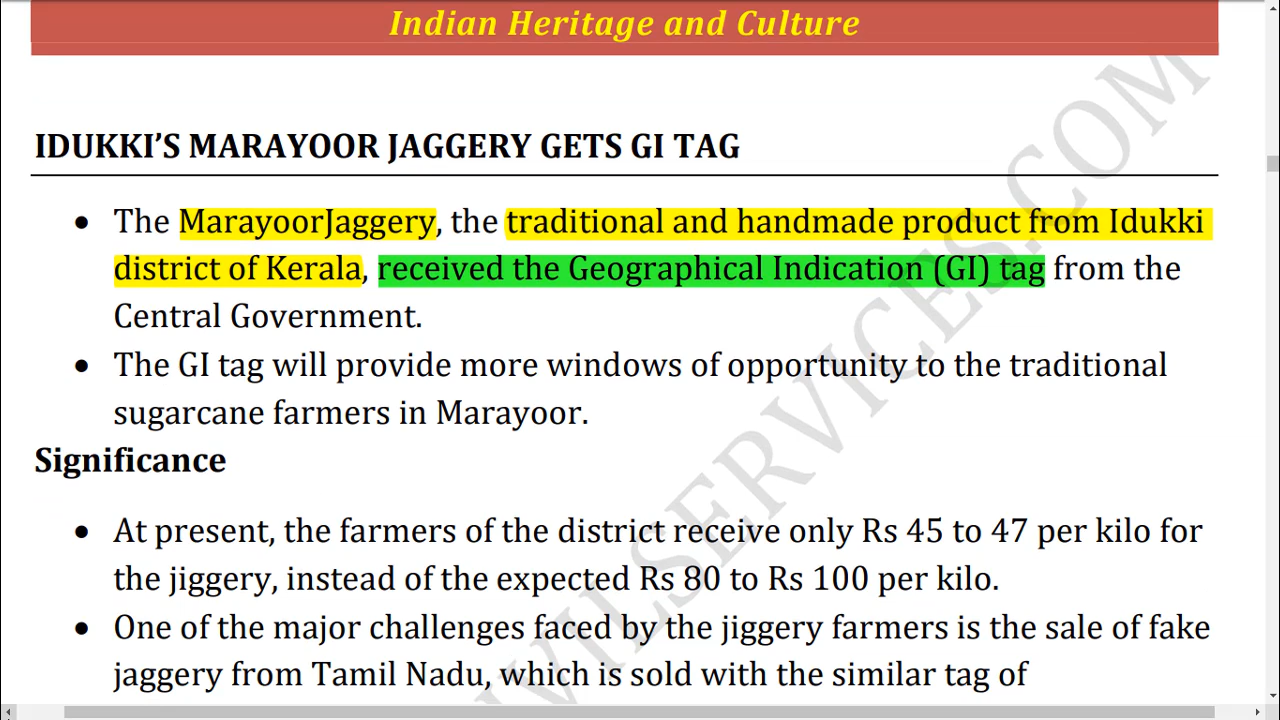 Indian Heritage and Culture
IDUKKI’S MARAYOOR JAGGERY GETS GI TAG
• The MarayoorJaggery, the traditional and handmade product from Idukki
district of Kerala, received the Geographical Indication (GI) tag from the
Central Government.
• The GI tag will provide more windows of opportunity to the traditional
sugarcane farmers in Marayoor.
Significance
• At present, the farmers of the district receive only Rs 45 to 47 per kilo for
the jiggery, instead of the expected Rs 80 to Rs 100 per kilo.
• One of the major challenges faced by the jiggery farmers is the sale of fake
jaggery from Tamil Nadu, which is sold with the similar tag of
IVILSERVICES.COM